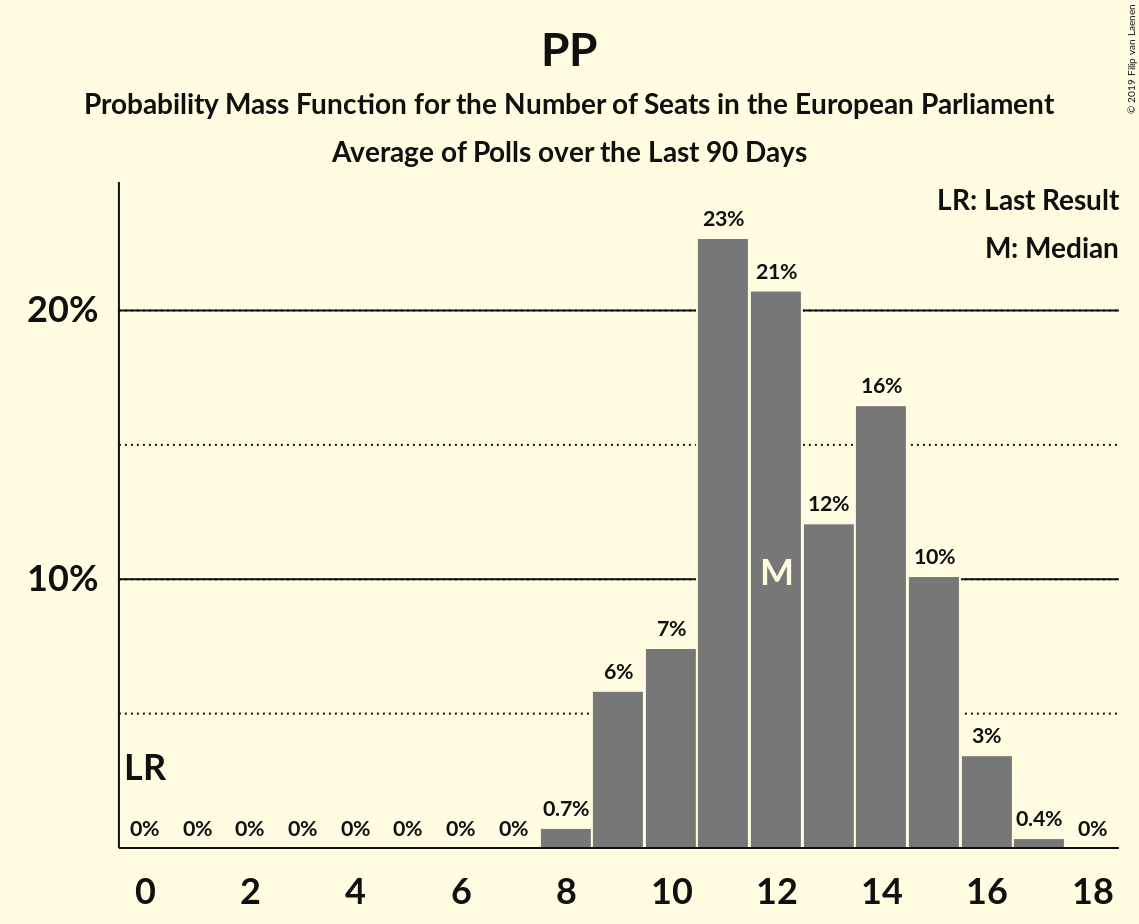 PP
Probability Mass Function for the Number of Seats in the European Parliament
Average of Polls over the Last 90 Days
© 2019 Filip van Laenen
LR: Last Result
M: Median
20%
10%
LR
M
0%
0%
0%
0%
0%
0%
0%
0%
0.7%
6%
7%
23%
21%
12%
16%
10%
3%
0.4%
0%
0 2 4 6 8 10 12 14 16 18